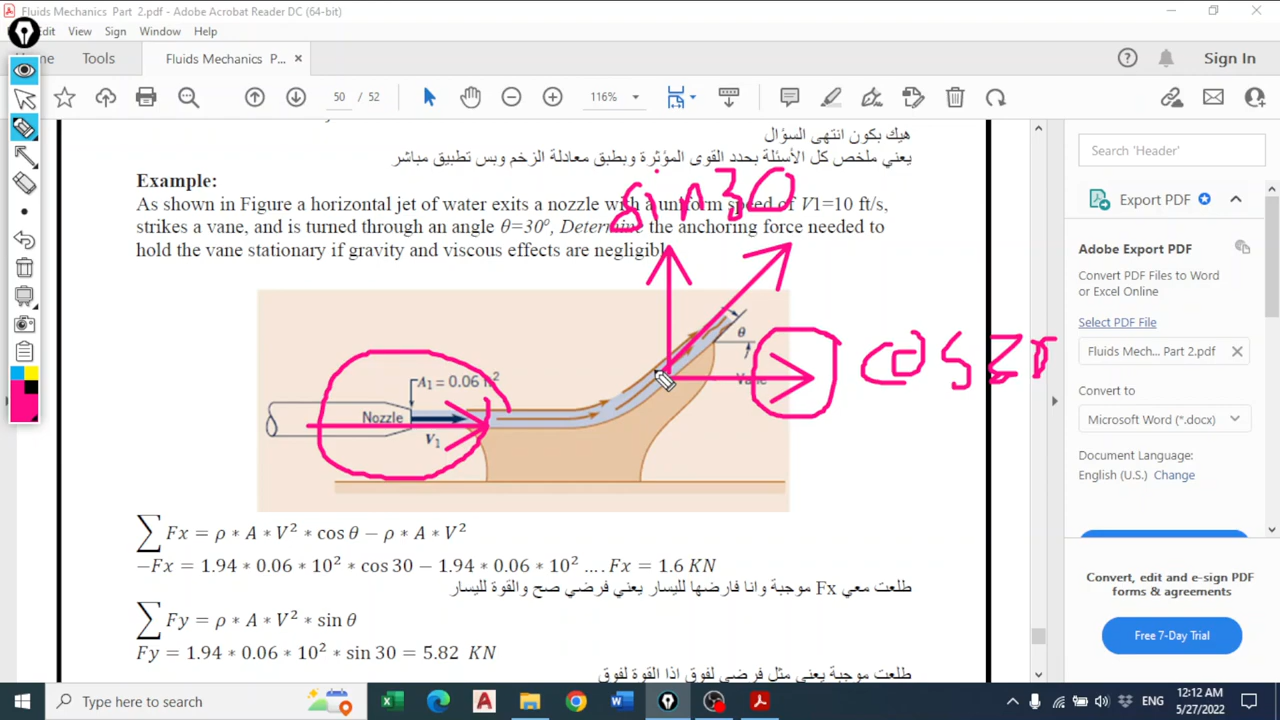 Fluids Mechanics Part 2.pdf - Adobe Acrobat Reader DC (64-bit)
View Sign Window Help
Tools Fluids Mechanics P...
Sign In
50 / 52 116%
هيك بكون انتهى السؤال
يعني ملخص كل الأسئلة بحدد القوى المؤثرة وبطبق معادلة الزخم وبس تطبيق مباشر
Example:
As shown in Figure a horizontal jet of water exits a nozzle with a uniform speed of V1=10 ft/s,
strikes a vane, and is turned through an angle θ=30°, Determine the anchoring force needed to
hold the vane stationary if gravity and viscous effects are negligible
sin 30
cos
θ
Vane
A₁ = 0.06 ft²
Nozzle
V₁
∑ Fx = ρ * A * V² * cos θ − ρ * A * V²
−Fx = 1.94 * 0.06 * 10² * cos 30 − 1.94 * 0.06 * 10² .... Fx = 1.6 KN
طلعت معي Fx موجبة وانا فارضها لليسار يعني فرضي صح والقوة لليسار
∑ Fy = ρ * A * V² * sin θ
Fy = 1.94 * 0.06 * 10² * sin 30 = 5.82 KN
طلعت موجبة يعني مثل فرضي لفوق اذا القوة لفوق
Search 'Header'
Export PDF
Adobe Export PDF
Convert PDF Files to Word
or Excel Online
Select PDF File
Fluids Mech... Part 2.pdf
Convert to
Microsoft Word (*.docx)
Document Language:
English (U.S.) Change
Convert, edit and e-sign PDF
forms & agreements
Free 7-Day Trial
Type here to search
ENG
12:12 AM
5/27/2022